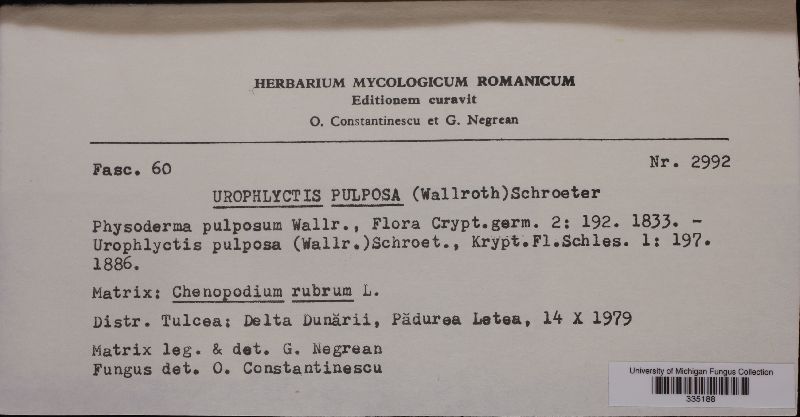 HERBARIUM MYCOLOGICUM ROMANICUM
Editionem curavit
O. Constantinescu et G. Negrean
Fasc. 60
Nr. 2992
UROPHLYCTIS PULPOSA (Wallroth)Schroeter
Physoderma pulposum Wallr., Flora Crypt.germ. 2: 192. 1833. -
Urophlyctis pulposa (Wallr.)Schroet., Krypt.Fl.Schles. 1: 197.
1886.
Matrix: Chenopodium rubrum L.
Distr. Tulcea: Delta Dunării, Pădurea Letea, 14 X 1979
Matrix leg. & det. G. Negrean
Fungus det. O. Constantinescu
University of Michigan Fungus Collection
335188